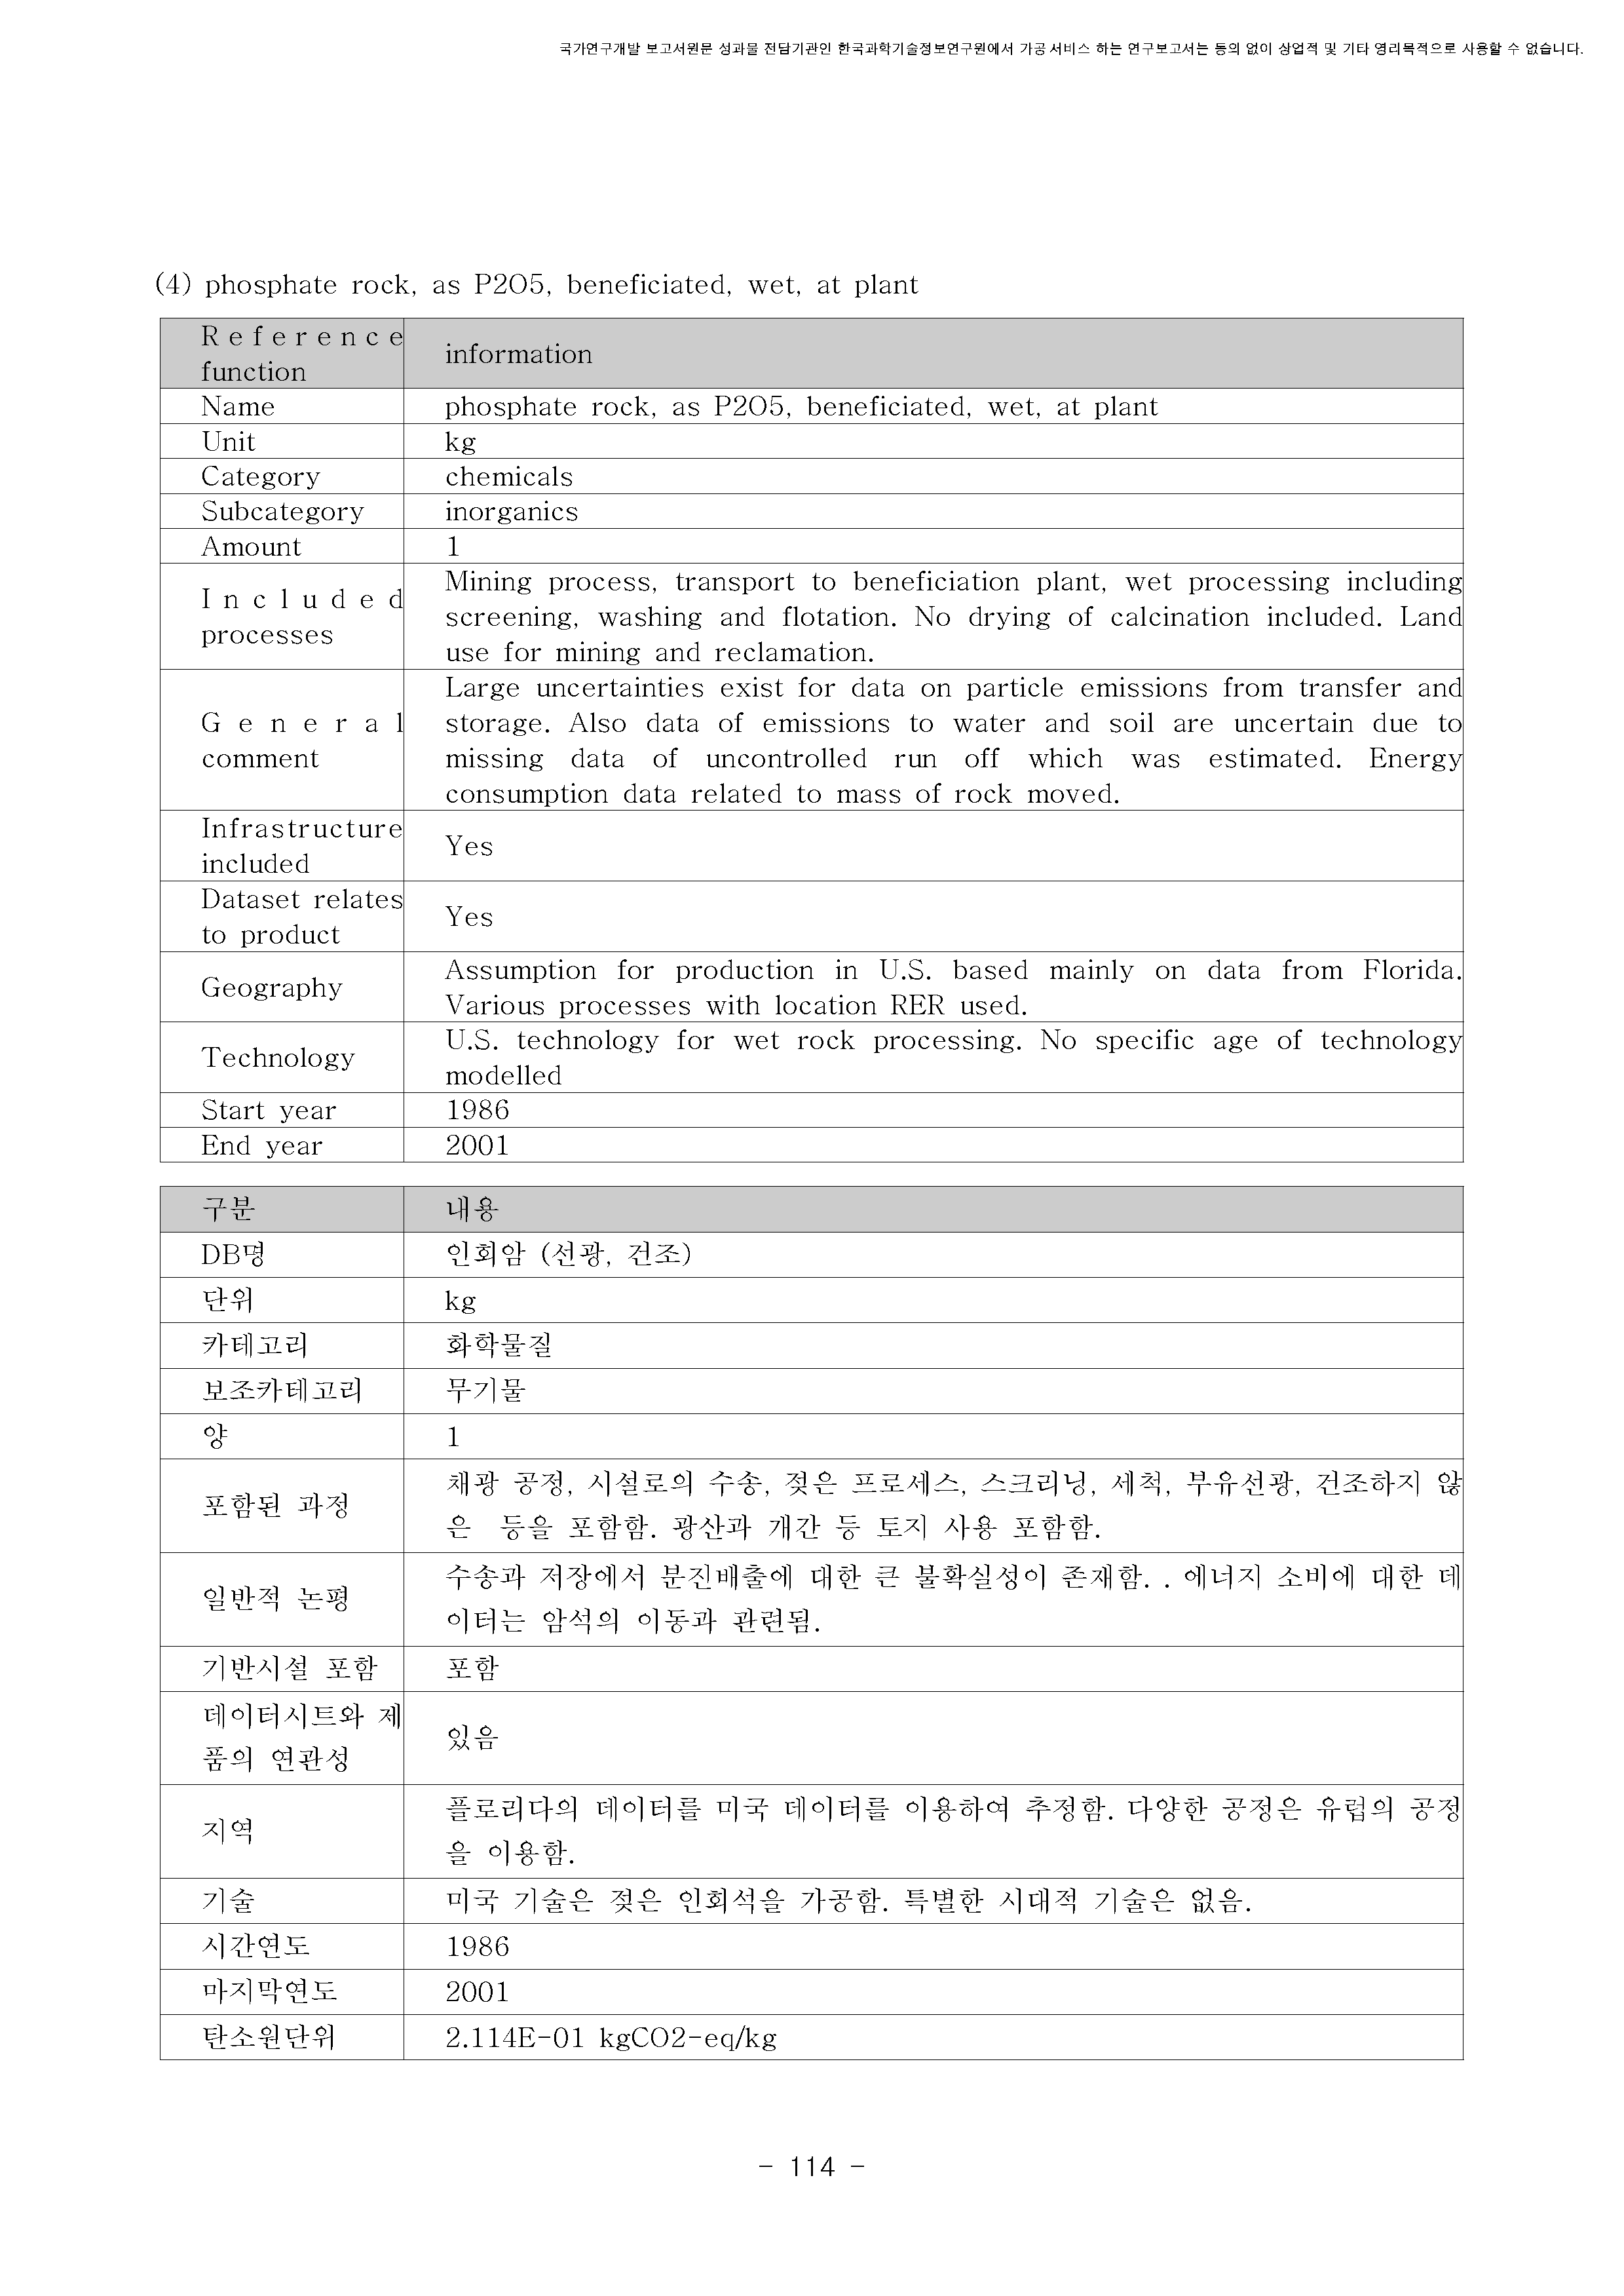 국가연구개발 보고서원문 성과물 전담기관인 한국과학기술정보연구원에서 가공·서비스 하는 연구보고서는 동의 없이 상업적 및 기타 영리목적으로 사용할 수 없습니다.
(4) phosphate rock, as P2O5, beneficiated, wet, at plant
Reference
function
information
Name
phosphate rock, as P2O5, beneficiated, wet, at plant
Unit
kg
Category
chemicals
Subcategory
inorganics
Amount
1
Included
processes
Mining process, transport to beneficiation plant, wet processing including
screening, washing and flotation. No drying of calcination included. Land
use for mining and reclamation.
General
comment
Large uncertainties exist for data on particle emissions from transfer and
storage. Also data of emissions to water and soil are uncertain due to
missing data of uncontrolled run off which was estimated. Energy
consumption data related to mass of rock moved.
Infrastructure
included
Yes
Dataset relates
to product
Yes
Geography
Assumption for production in U.S. based mainly on data from Florida.
Various processes with location RER used.
Technology
U.S. technology for wet rock processing. No specific age of technology
modelled
Start year
1986
End year
2001
구분
내용
DB명
인회암 (선광, 건조)
단위
kg
카테고리
화학물질
보조카테고리
무기물
양
1
포함된 과정
채광 공정, 시설로의 수송, 젖은 프로세스, 스크리닝, 세척, 부유선광, 건조하지 않
은 등을 포함함. 광산과 개간 등 토지 사용 포함함.
일반적 논평
수송과 저장에서 분진배출에 대한 큰 불확실성이 존재함. . 에너지 소비에 대한 데
이터는 암석의 이동과 관련됨.
기반시설 포함
포함
데이터시트와 제
품의 연관성
있음
지역
플로리다의 데이터를 미국 데이터를 이용하여 추정함. 다양한 공정은 유럽의 공정
을 이용함.
기술
미국 기술은 젖은 인회석을 가공함. 특별한 시대적 기술은 없음.
시간연도
1986
마지막연도
2001
탄소원단위
2.114E-01 kgCO2-eq/kg
- 114 -